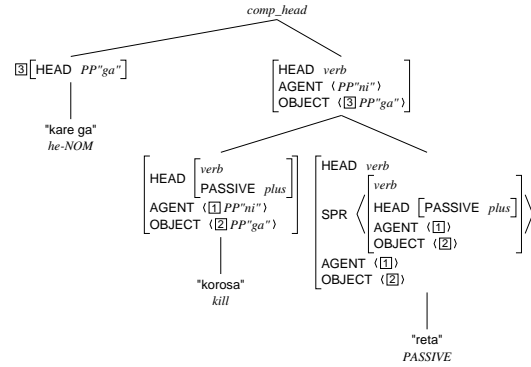 comp_head
3[HEAD PP"ga"]
"kare ga"
he-NOM
HEAD verb
AGENT ⟨PP"ni"⟩
OBJECT ⟨3 PP"ga"⟩
HEAD [verb
PASSIVE plus]
AGENT ⟨1 PP"ni"⟩
OBJECT ⟨2 PP"ga"⟩
"korosa"
kill
HEAD verb
SPR ⟨[verb
HEAD [PASSIVE plus]
AGENT ⟨1⟩
OBJECT ⟨2⟩]⟩
AGENT ⟨1⟩
OBJECT ⟨2⟩
"reta"
PASSIVE